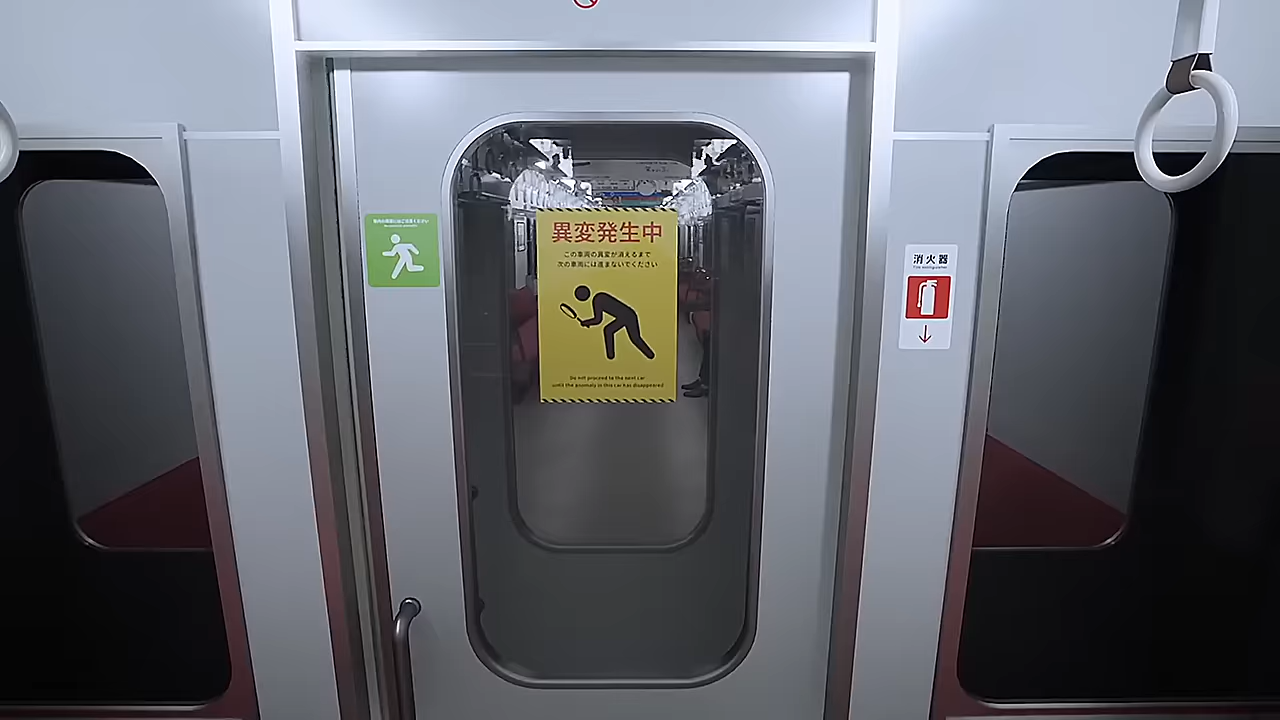 異変発生中
この車両の異変が消えるまで
次の車両には進まないでください
Do not proceed to the next car
until the anomaly in this car has disappeared
消火器
Fire extinguisher